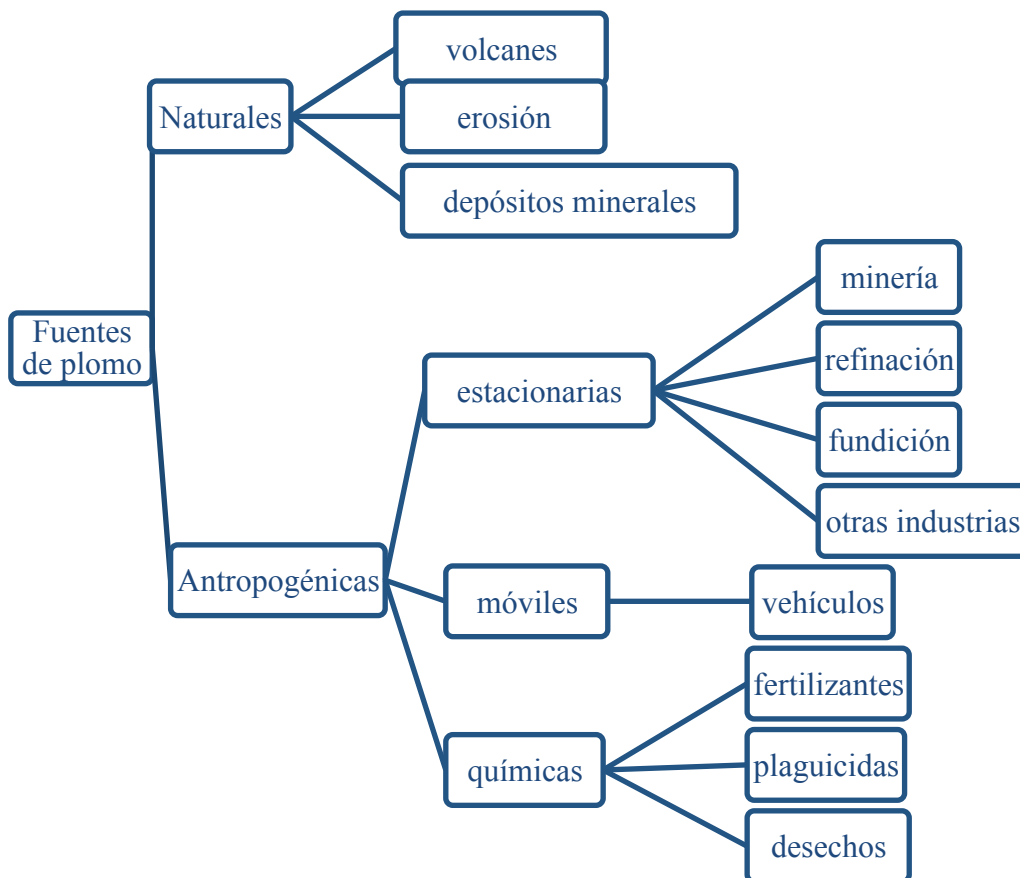 volcanes
Naturales
erosión
depósitos minerales
minería
Fuentes
de plomo
refinación
estacionarias
fundición
otras industrias
Antropogénicas
móviles
vehículos
fertilizantes
químicas
plaguicidas
desechos